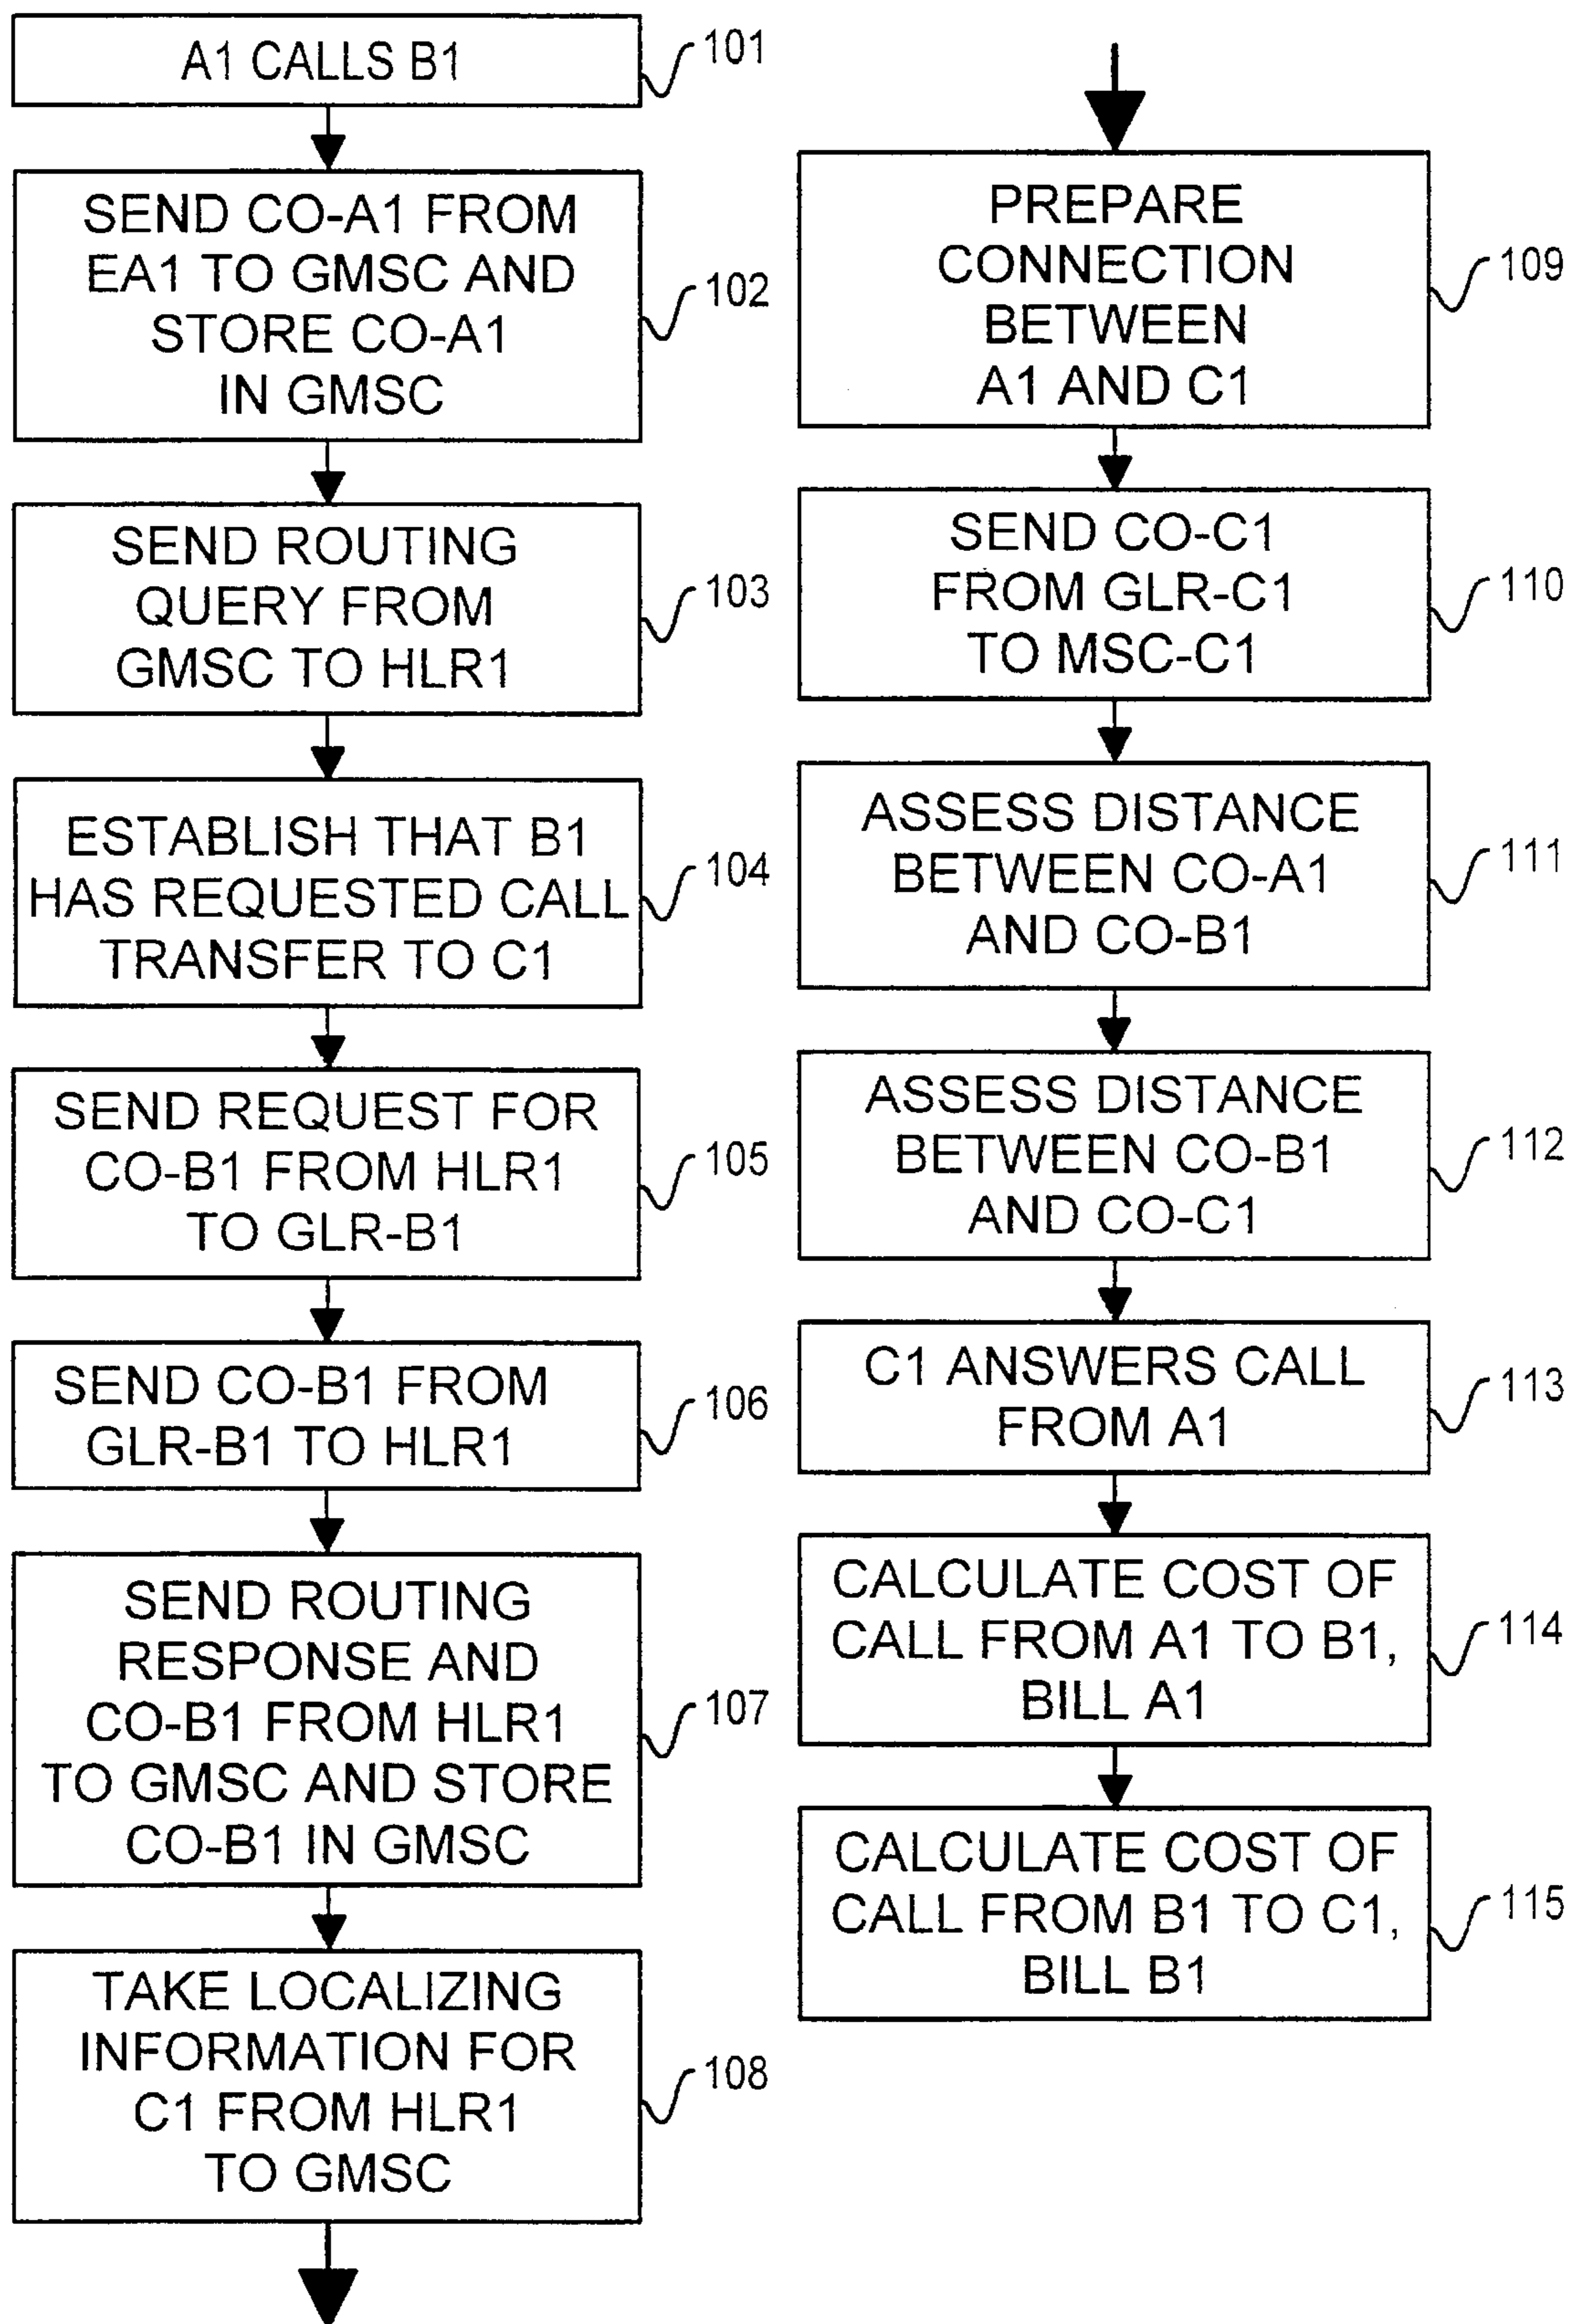 A1 CALLS B1
101
SEND CO-A1 FROM
EA1 TO GMSC AND
STORE CO-A1
IN GMSC
102
SEND ROUTING
QUERY FROM
GMSC TO HLR1
103
ESTABLISH THAT B1
HAS REQUESTED CALL
TRANSFER TO C1
104
SEND REQUEST FOR
CO-B1 FROM HLR1
TO GLR-B1
105
SEND CO-B1 FROM
GLR-B1 TO HLR1
106
SEND ROUTING
RESPONSE AND
CO-B1 FROM HLR1
TO GMSC AND STORE
CO-B1 IN GMSC
107
TAKE LOCALIZING
INFORMATION FOR
C1 FROM HLR1
TO GMSC
108
PREPARE
CONNECTION
BETWEEN
A1 AND C1
109
SEND CO-C1
FROM GLR-C1
TO MSC-C1
110
ASSESS DISTANCE
BETWEEN CO-A1
AND CO-B1
111
ASSESS DISTANCE
BETWEEN CO-B1
AND CO-C1
112
C1 ANSWERS CALL
FROM A1
113
CALCULATE COST OF
CALL FROM A1 TO B1,
BILL A1
114
CALCULATE COST OF
CALL FROM B1 TO C1,
BILL B1
115